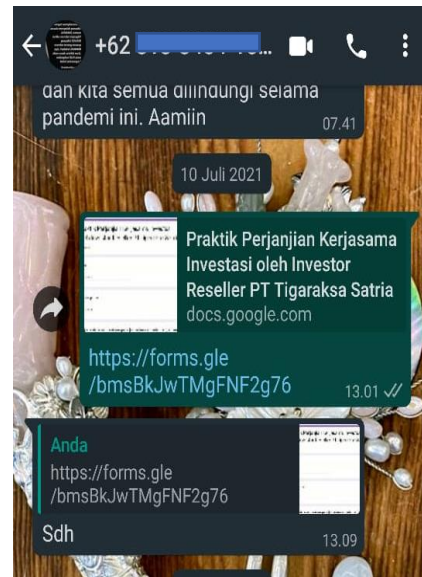 +62
dan kita semua dilindungi selama
pandemi ini. Aamiin
07.41
10 Juli 2021
Praktik Perjanjian Kerjasama
Investasi oleh Investor
Reseller PT Tigaraksa Satria
docs.google.com
https://forms.gle
/bmsBkJwTMgFNF2g76
13.01
Anda
https://forms.gle
/bmsBkJwTMgFNF2g76
Sdh
13.09